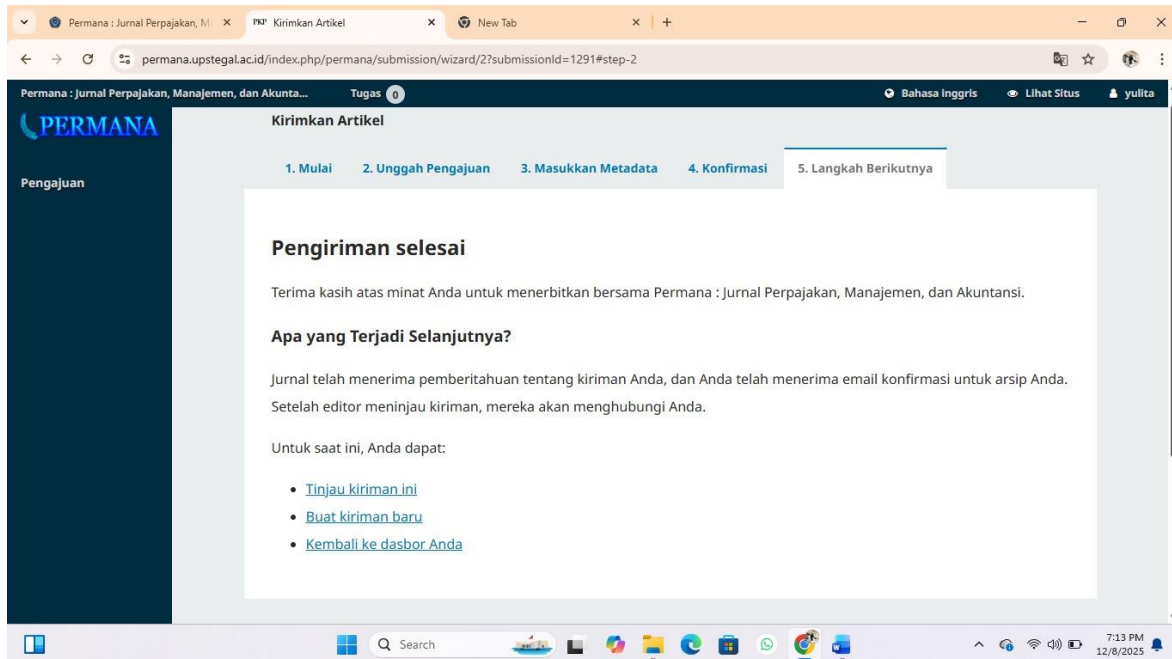 Permana : Jurnal Perpajakan, M
PKP Kirimkan Artikel
New Tab
permana.upstegal.ac.id/index.php/permana/submission/wizard/2?submissionId=1291#step-2
Permana : Jurnal Perpajakan, Manajemen, dan Akunta... Tugas 0 Bahasa Inggris Lihat Situs yulita
PERMANA
Pengajuan
Kirimkan Artikel
1. Mulai 2. Unggah Pengajuan 3. Masukkan Metadata 4. Konfirmasi 5. Langkah Berikutnya
Pengiriman selesai
Terima kasih atas minat Anda untuk menerbitkan bersama Permana : Jurnal Perpajakan, Manajemen, dan Akuntansi.
Apa yang Terjadi Selanjutnya?
Jurnal telah menerima pemberitahuan tentang kiriman Anda, dan Anda telah menerima email konfirmasi untuk arsip Anda.
Setelah editor meninjau kiriman, mereka akan menghubungi Anda.
Untuk saat ini, Anda dapat:
Tinjau kiriman ini
Buat kiriman baru
Kembali ke dasbor Anda
Search
7:13 PM
12/8/2025